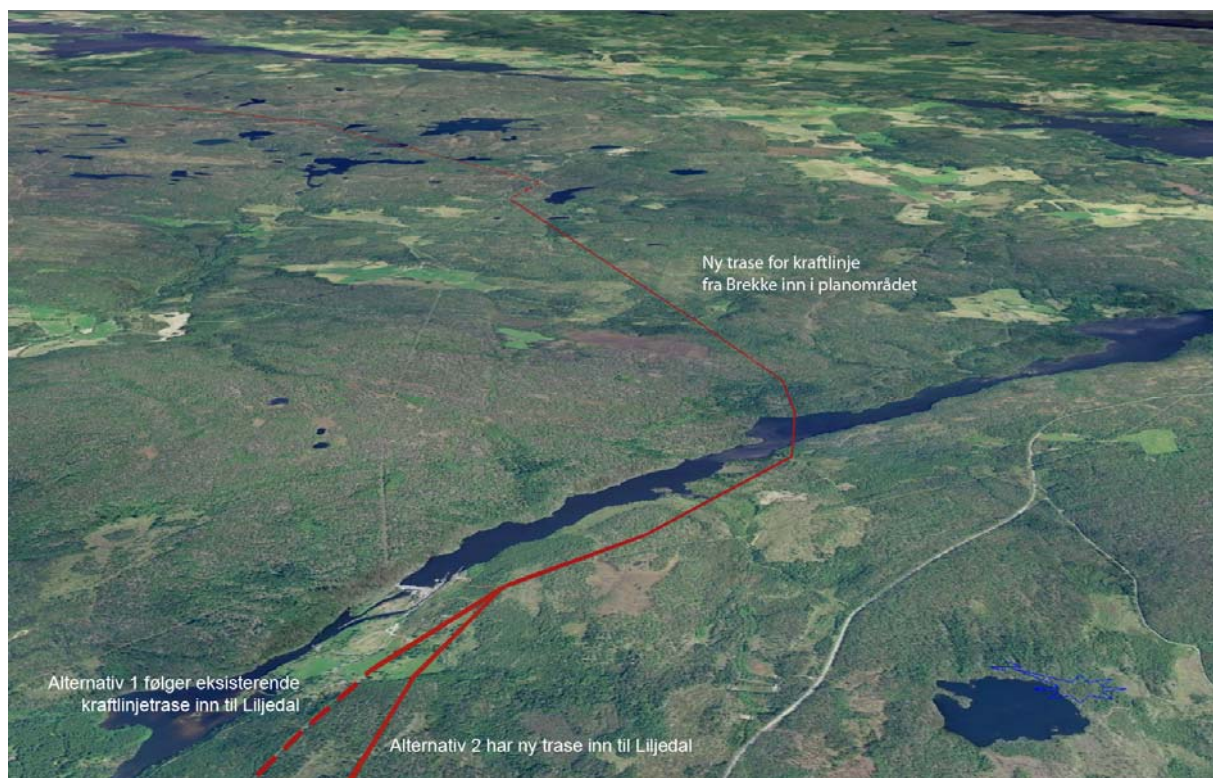 Ny trase for kraftlinje
fra Brekke inn i planområdet
Alternativ 1 følger eksisterende
kraftlinjetrase inn til Liljedal
Alternativ 2 har ny trase inn til Liljedal